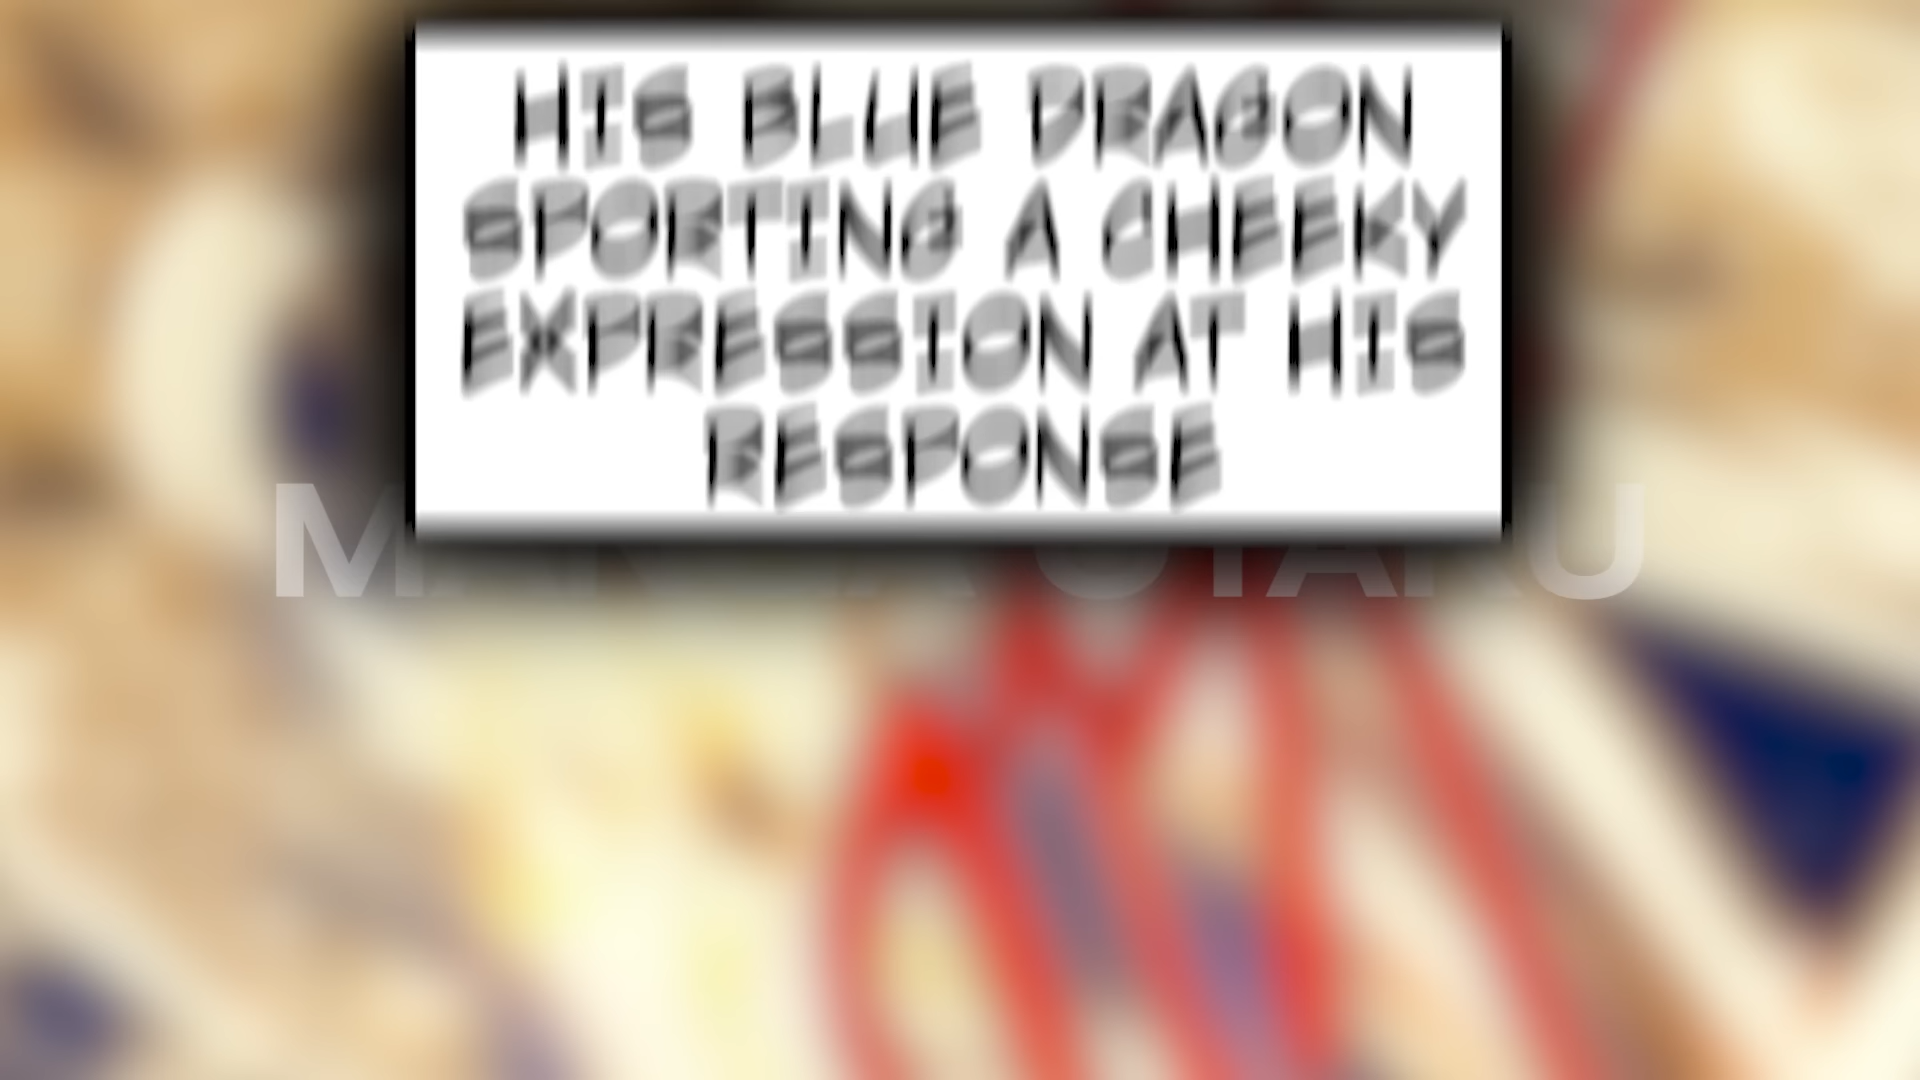 HIS BLUE DRAGON
SPORTING A CHEEKY
EXPRESSION AT HIS
RESPONSE